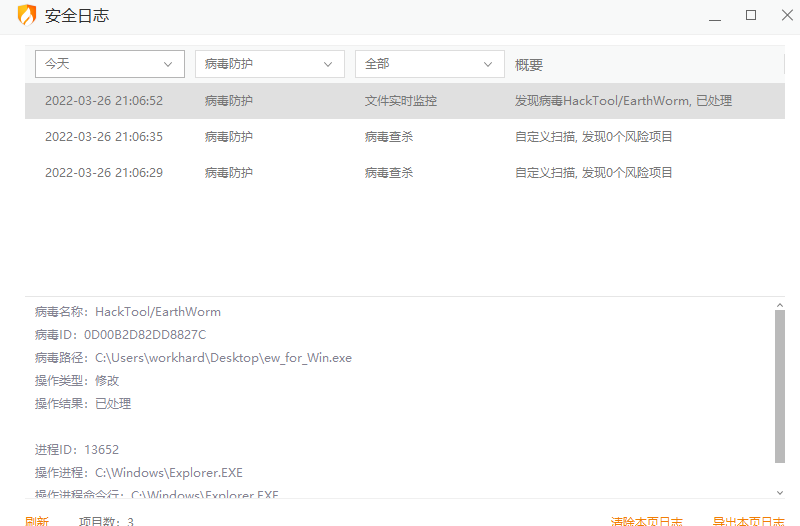 安全日志
今天 病毒防护 全部 概要
2022-03-26 21:06:52 病毒防护 文件实时监控 发现病毒HackTool/EarthWorm, 已处理
2022-03-26 21:06:35 病毒防护 病毒查杀 自定义扫描, 发现0个风险项目
2022-03-26 21:06:29 病毒防护 病毒查杀 自定义扫描, 发现0个风险项目
病毒名称：HackTool/EarthWorm
病毒ID：0D00B2D82DD8827C
病毒路径：C:\Users\workhard\Desktop\ew_for_Win.exe
操作类型：修改
操作结果：已处理
进程ID：13652
操作进程：C:\Windows\Explorer.EXE
操作进程命令行：C:\Windows\Explorer.EXE
刷新 项目数：3 清除本页日志 导出本页日志